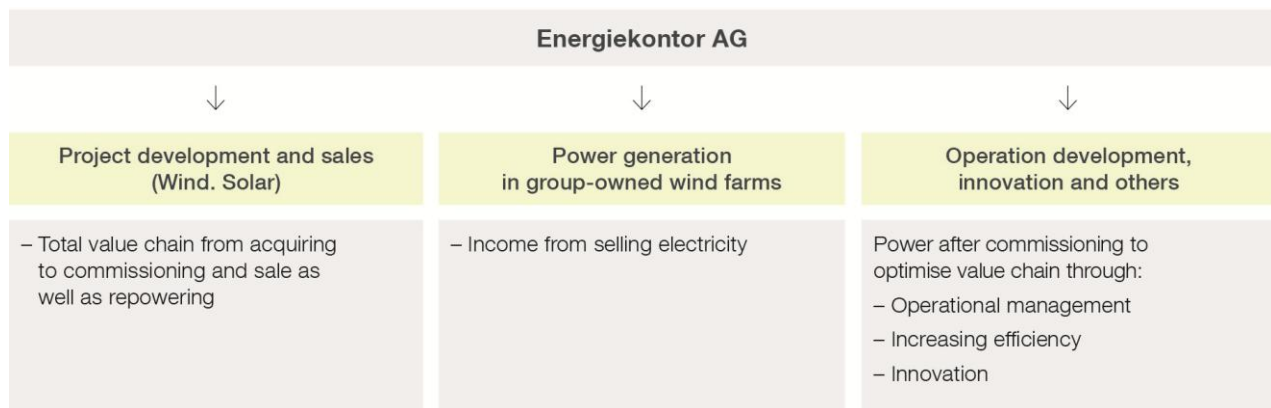 Energiekontor AG
Project development and sales
(Wind. Solar)
Power generation
in group-owned wind farms
Operation development,
innovation and others
– Total value chain from acquiring
to commissioning and sale as
well as repowering
– Income from selling electricity
Power after commissioning to
optimise value chain through:
– Operational management
– Increasing efficiency
– Innovation